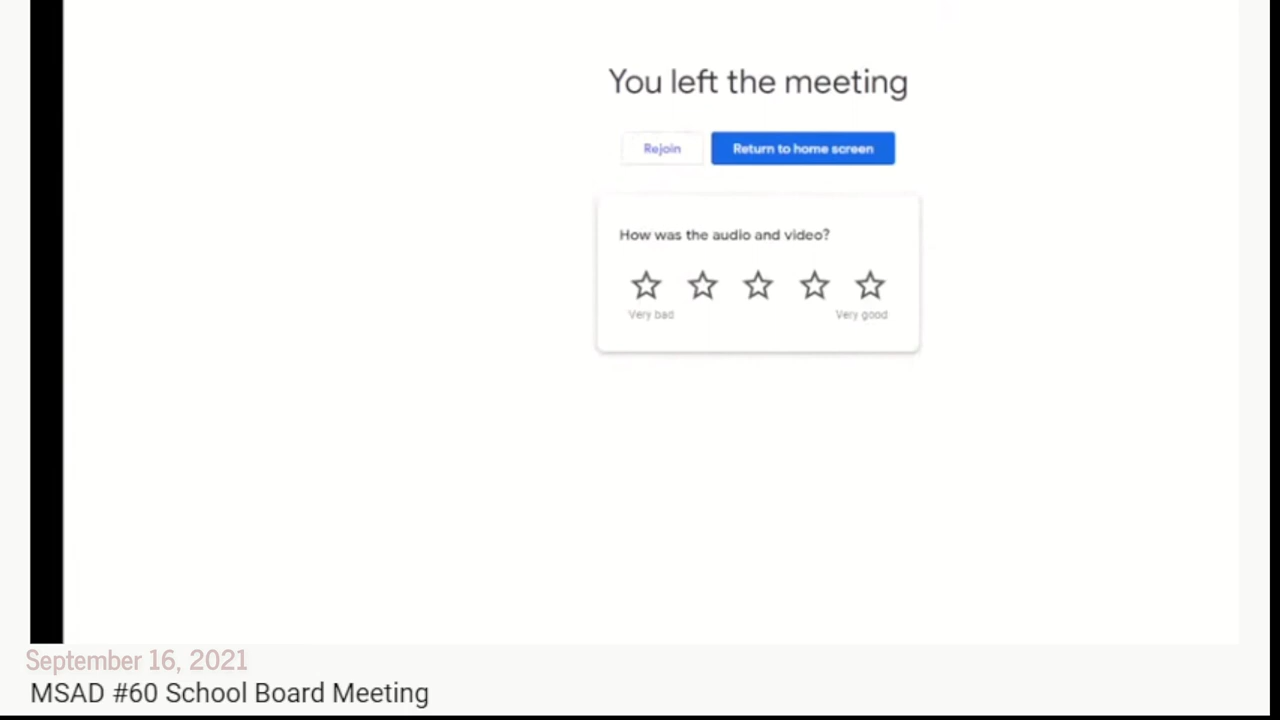 You left the meeting
Rejoin
Return to home screen
How was the audio and video?
Very bad
Very good
September 16, 2021
MSAD #60 School Board Meeting